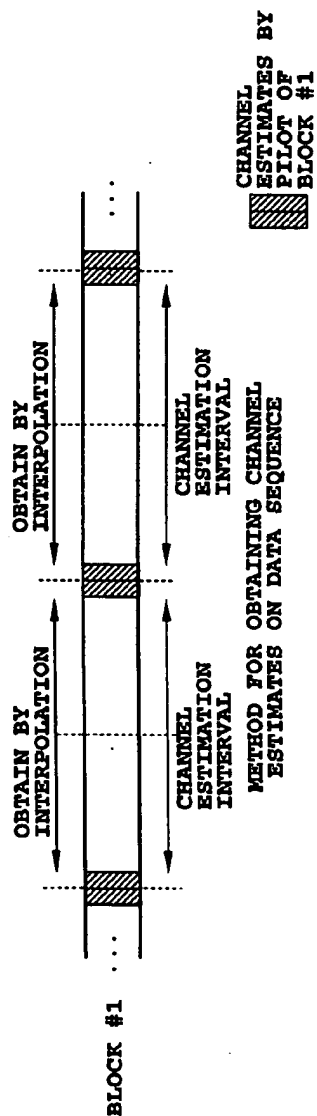 OBTAIN BY
INTERPOLATION
OBTAIN BY
INTERPOLATION
BLOCK #1
...
...
CHANNEL
ESTIMATION
INTERVAL
CHANNEL
ESTIMATION
INTERVAL
METHOD FOR OBTAINING CHANNEL
ESTIMATES ON DATA SEQUENCE
CHANNEL
ESTIMATES BY
PILOT OF
BLOCK #1